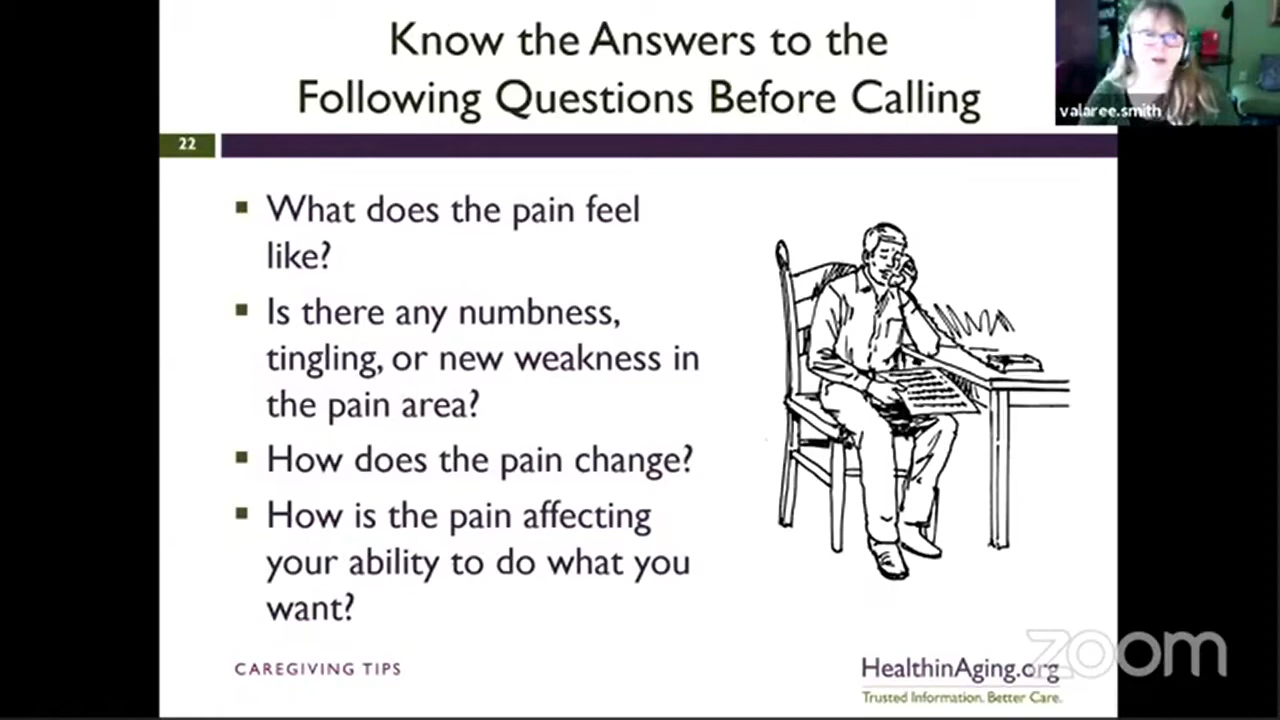 Know the Answers to the
Following Questions Before Calling
valaree.smith
22
▪ What does the pain feel
like?
▪ Is there any numbness,
tingling, or new weakness in
the pain area?
▪ How does the pain change?
▪ How is the pain affecting
your ability to do what you
want?
CAREGIVING TIPS
HealthinAging.org
Trusted Information. Better Care.
zoom